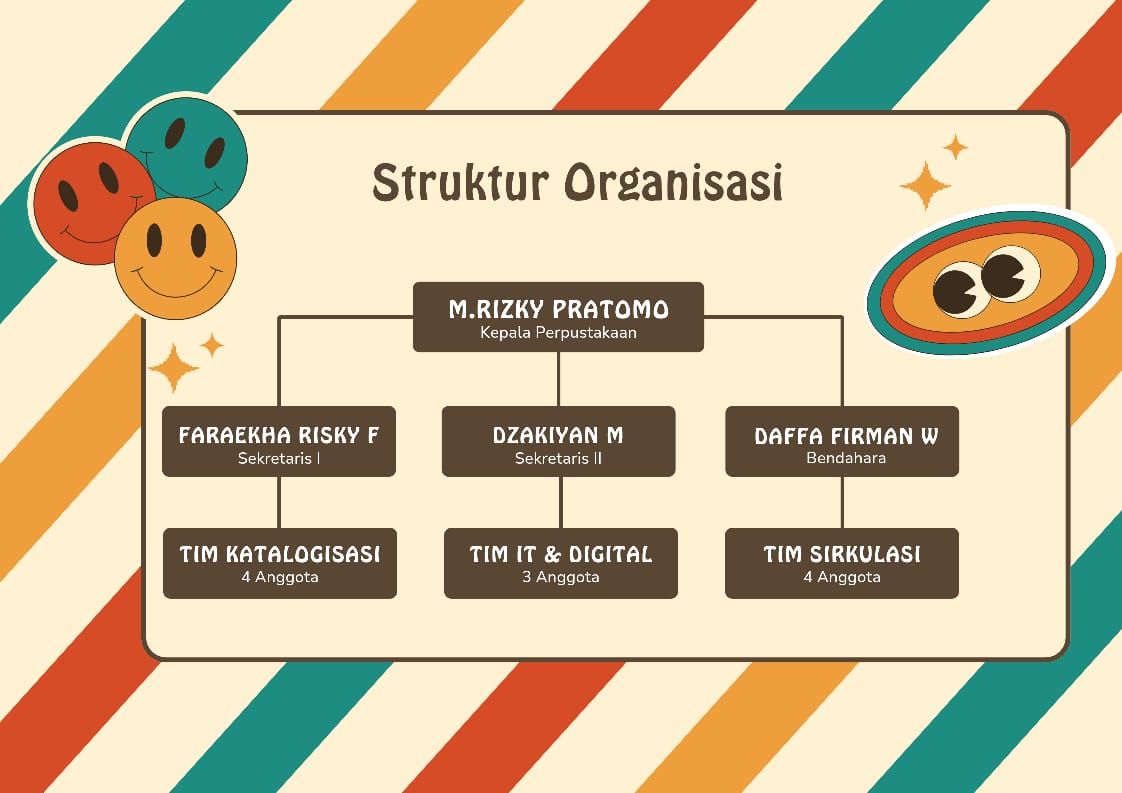 Struktur Organisasi
M.RIZKY PRATOMO
Kepala Perpustakaan
FARAEKHA RISKY F
Sekretaris I
DZAKIYAN M
Sekretaris II
DAFFA FIRMAN W
Bendahara
TIM KATALOGISASI
4 Anggota
TIM IT & DIGITAL
3 Anggota
TIM SIRKULASI
4 Anggota